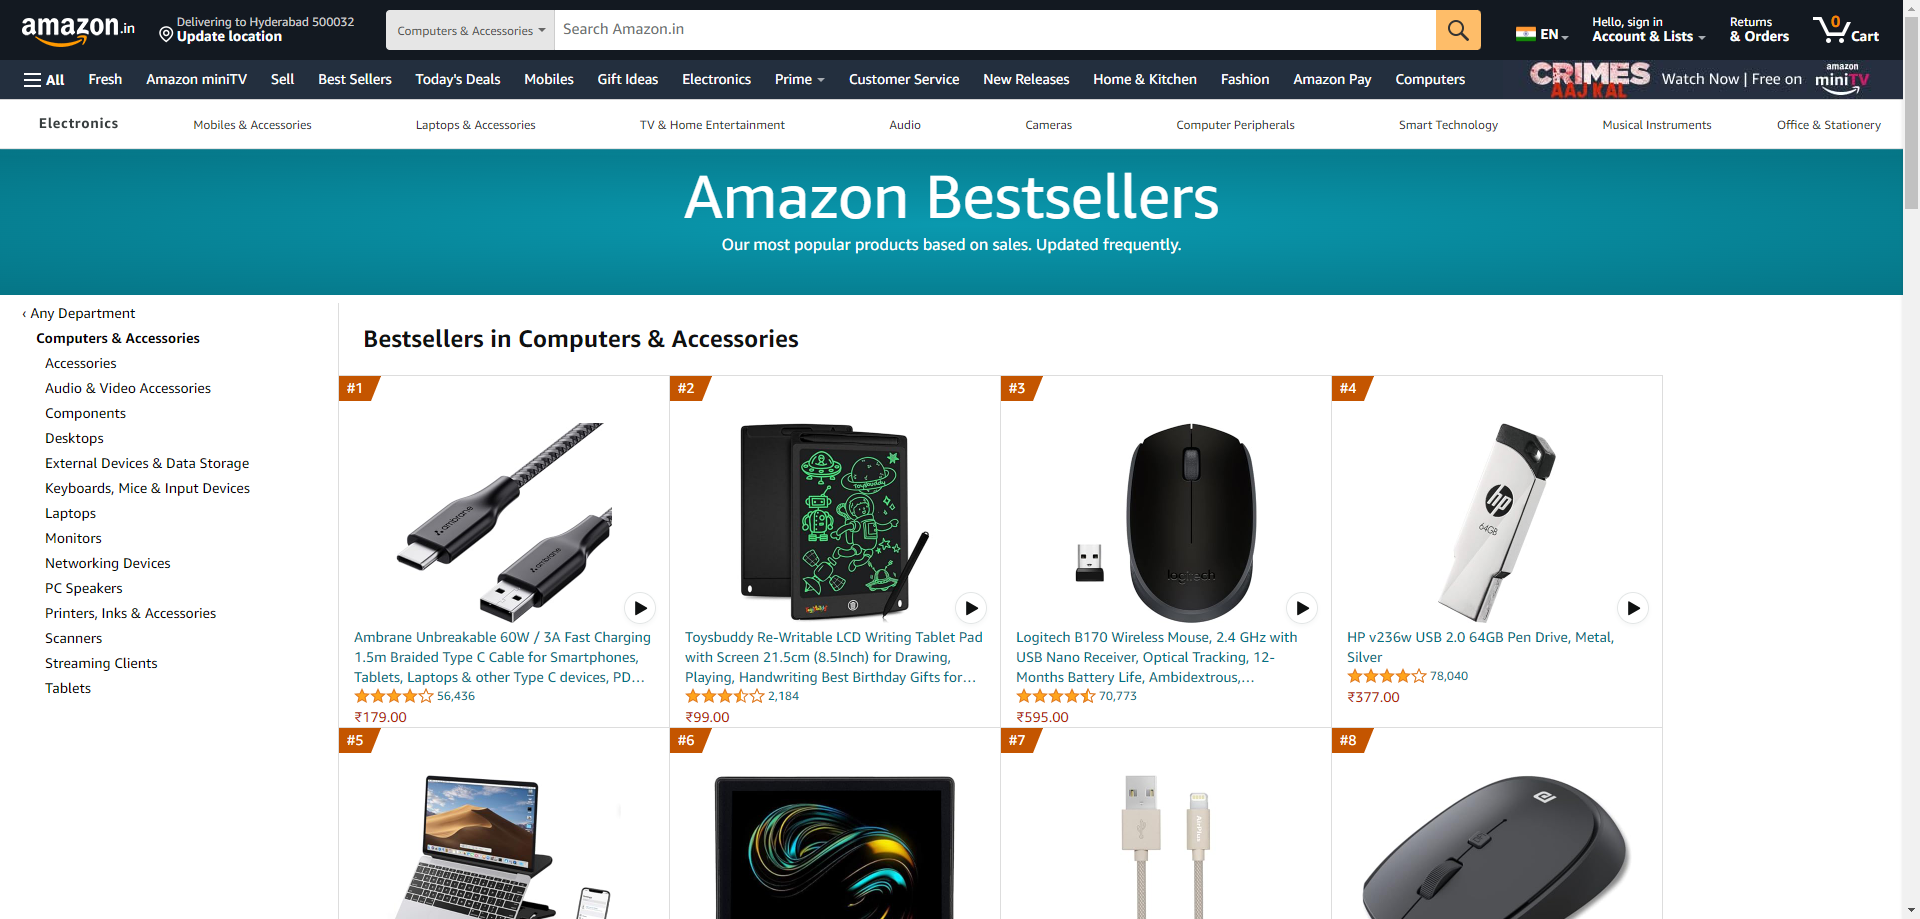 amazon.in
Delivering to Hyderabad 500032
Update location
Computers & Accessories
Search Amazon.in
EN
Hello, sign in
Account & Lists
Returns
& Orders
0
Cart
All
Fresh
Amazon miniTV
Sell
Best Sellers
Today's Deals
Mobiles
Gift Ideas
Electronics
Prime
Customer Service
New Releases
Home & Kitchen
Fashion
Amazon Pay
Computers
CRIMES
AAJ KAL
Watch Now | Free on
amazon
miniTV
Electronics
Mobiles & Accessories
Laptops & Accessories
TV & Home Entertainment
Audio
Cameras
Computer Peripherals
Smart Technology
Musical Instruments
Office & Stationery
Amazon Bestsellers
Our most popular products based on sales. Updated frequently.
‹ Any Department
Computers & Accessories
Accessories
Audio & Video Accessories
Components
Desktops
External Devices & Data Storage
Keyboards, Mice & Input Devices
Laptops
Monitors
Networking Devices
PC Speakers
Printers, Inks & Accessories
Scanners
Streaming Clients
Tablets
Bestsellers in Computers & Accessories
#1
ambrane
ambrane
Ambrane Unbreakable 60W / 3A Fast Charging
1.5m Braided Type C Cable for Smartphones,
Tablets, Laptops & other Type C devices, PD...
56,436
₹179.00
#2
Toysbuddy
Toysbuddy Re-Writable LCD Writing Tablet Pad
with Screen 21.5cm (8.5Inch) for Drawing,
Playing, Handwriting Best Birthday Gifts for...
2,184
₹99.00
#3
logitech
Logitech B170 Wireless Mouse, 2.4 GHz with
USB Nano Receiver, Optical Tracking, 12-
Months Battery Life, Ambidextrous,...
70,773
₹595.00
#4
hp
64GB
HP v236w USB 2.0 64GB Pen Drive, Metal,
Silver
78,040
₹377.00
#5
#6
#7
AirPlus
#8